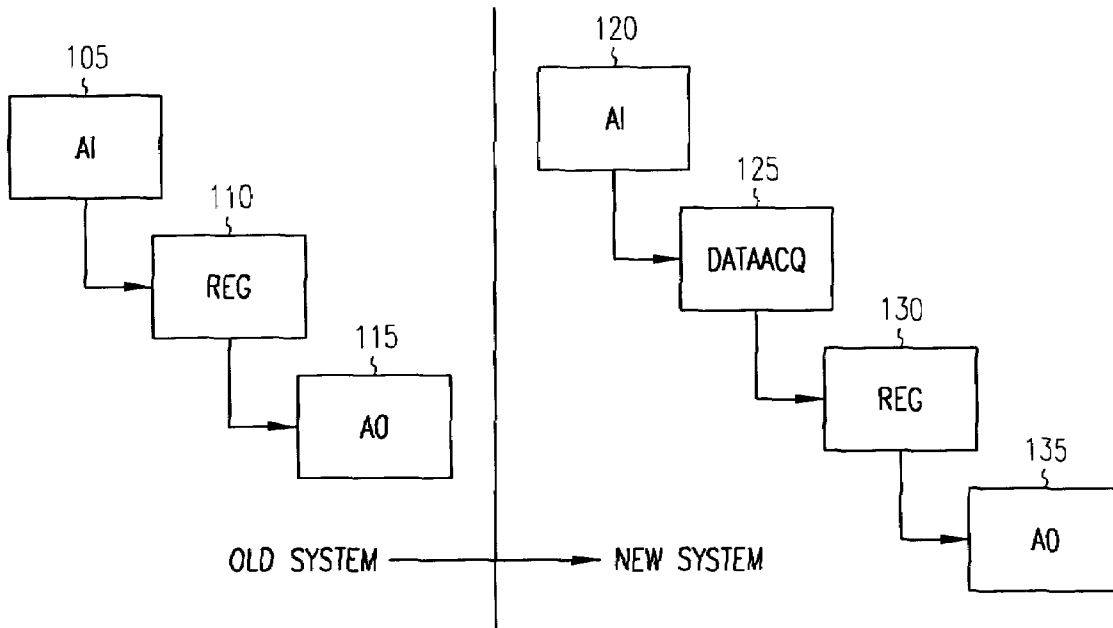 105
AI
110
REG
115
AO
OLD SYSTEM
120
AI
125
DATAACQ
130
REG
135
AO
NEW SYSTEM